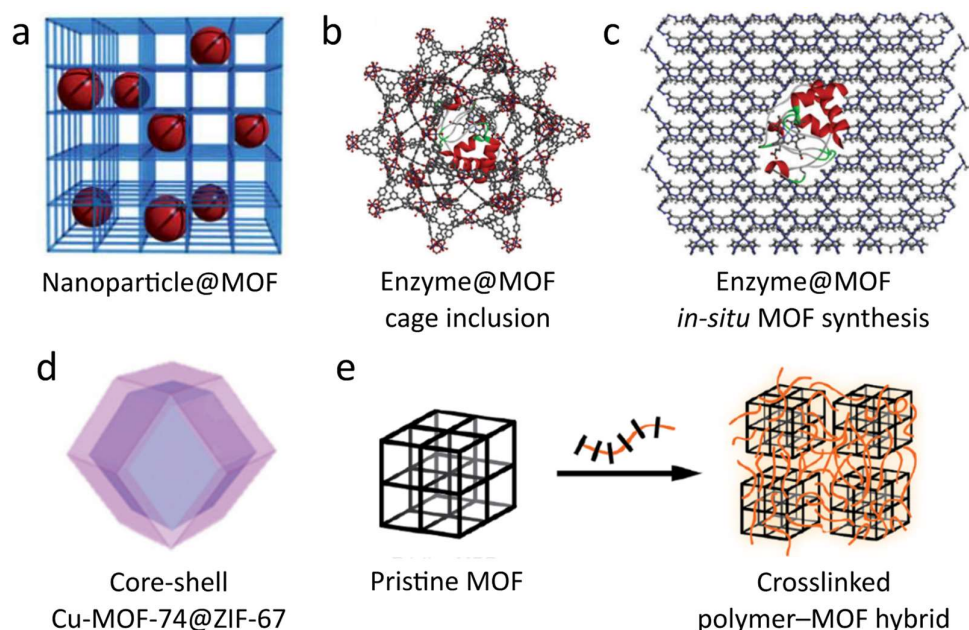 a
b
c
Nanoparticle@MOF
Enzyme@MOF
cage inclusion
Enzyme@MOF
in-situ MOF synthesis
d
e
Core-shell
Cu-MOF-74@ZIF-67
Pristine MOF
Crosslinked
polymer–MOF hybrid